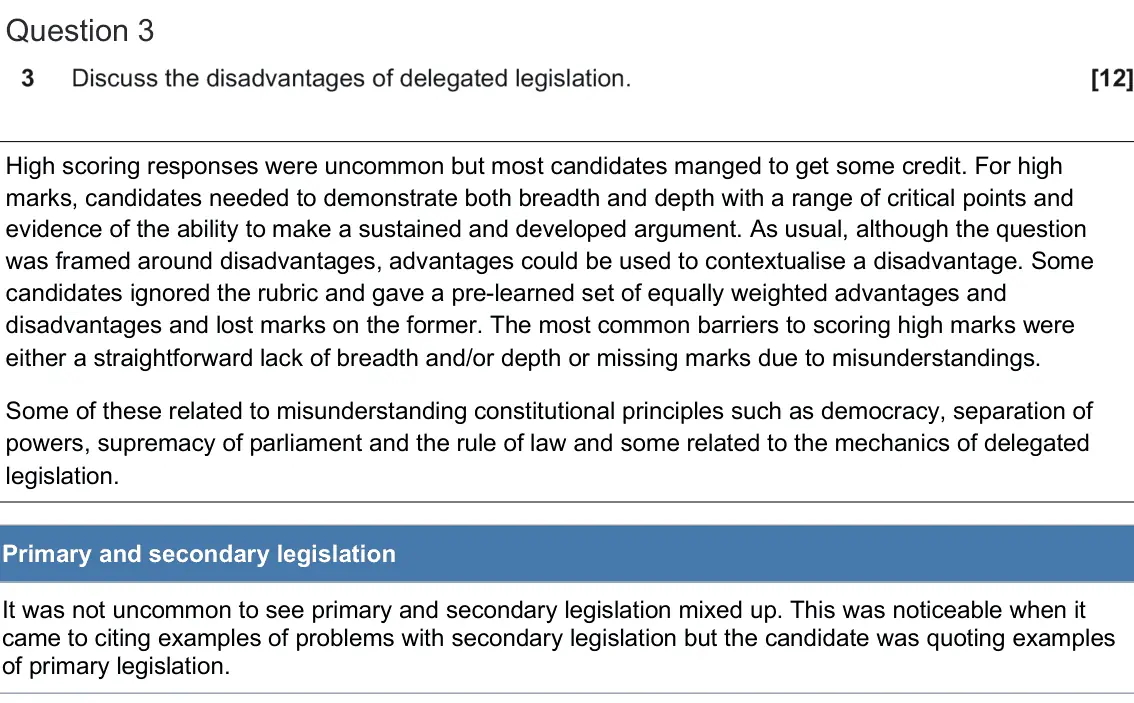 Question 3
3 Discuss the disadvantages of delegated legislation. [12]
High scoring responses were uncommon but most candidates manged to get some credit. For high
marks, candidates needed to demonstrate both breadth and depth with a range of critical points and
evidence of the ability to make a sustained and developed argument. As usual, although the question
was framed around disadvantages, advantages could be used to contextualise a disadvantage. Some
candidates ignored the rubric and gave a pre-learned set of equally weighted advantages and
disadvantages and lost marks on the former. The most common barriers to scoring high marks were
either a straightforward lack of breadth and/or depth or missing marks due to misunderstandings.
Some of these related to misunderstanding constitutional principles such as democracy, separation of
powers, supremacy of parliament and the rule of law and some related to the mechanics of delegated
legislation.
Primary and secondary legislation
It was not uncommon to see primary and secondary legislation mixed up. This was noticeable when it
came to citing examples of problems with secondary legislation but the candidate was quoting examples
of primary legislation.